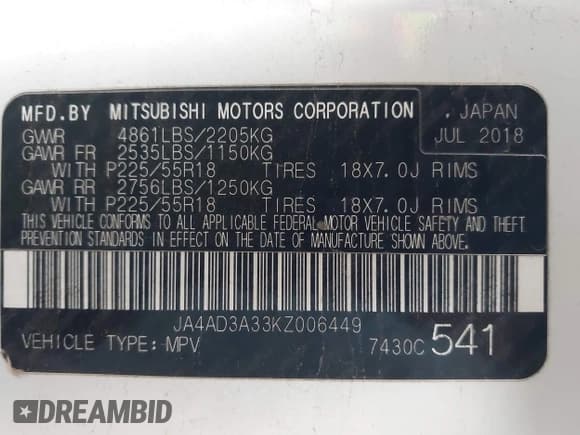 MFD.BY MITSUBISHI MOTORS CORPORATION , JAPAN
GVWR 4861LBS/2205KG JUL 2018
GAWR FR 2535LBS/1150KG
WITH P225/55R18 TIRES 18X7.0J RIMS
GAWR RR 2756LBS/1250KG
WITH P225/55R18 TIRES 18X7.0J RIMS
THIS VEHICLE CONFORMS TO ALL APPLICABLE FEDERAL MOTOR VEHICLE SAFETY AND THEFT
PREVENTION STANDARDS IN EFFECT ON THE DATE OF MANUFACTURE SHOWN ABOVE.
JA4AD3A33KZ006449
VEHICLE TYPE: MPV 7430C 541
DREAMBID